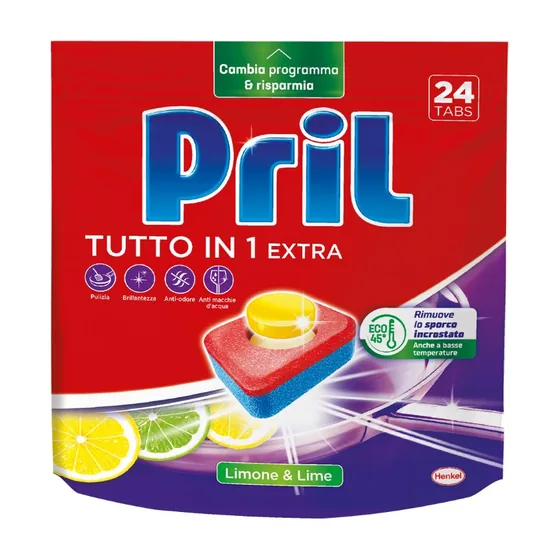 Cambia programma
& risparmia
24
TABS
Pril
TUTTO IN 1 EXTRA
Pulizia
Brillantezza
Anti-odore
Anti macchie
d'acqua
ECO
45°
Rimuove
lo sporco
incrostato
Anche a basse
temperature
Limone & Lime
Henkel